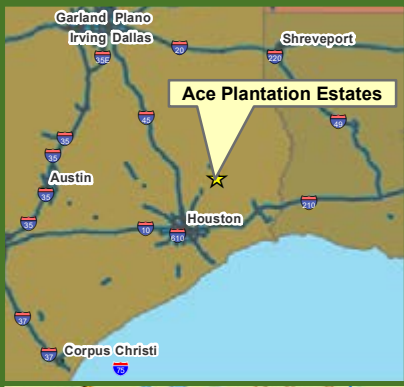 Garland Plano
Irving Dallas
Shreveport
20
220
35E
Ace Plantation Estates
45
49
35
35
Austin
35
210
35
Houston
10
610
37
37
Corpus Christi
75